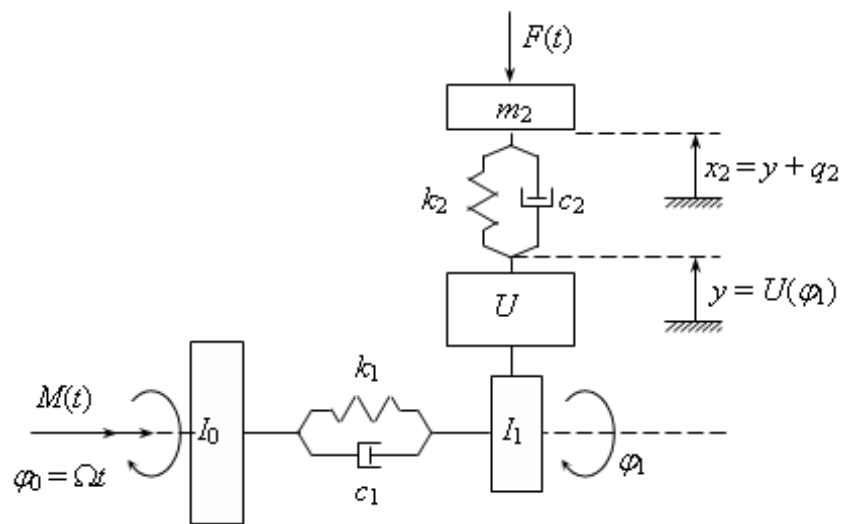 F(t)
m₂
x₂ = y + q₂
k₂
c₂
U
y = U(φ₁)
k₁
M(t)
I₀
I₁
φ₁
φ₀ = Ωt
c₁